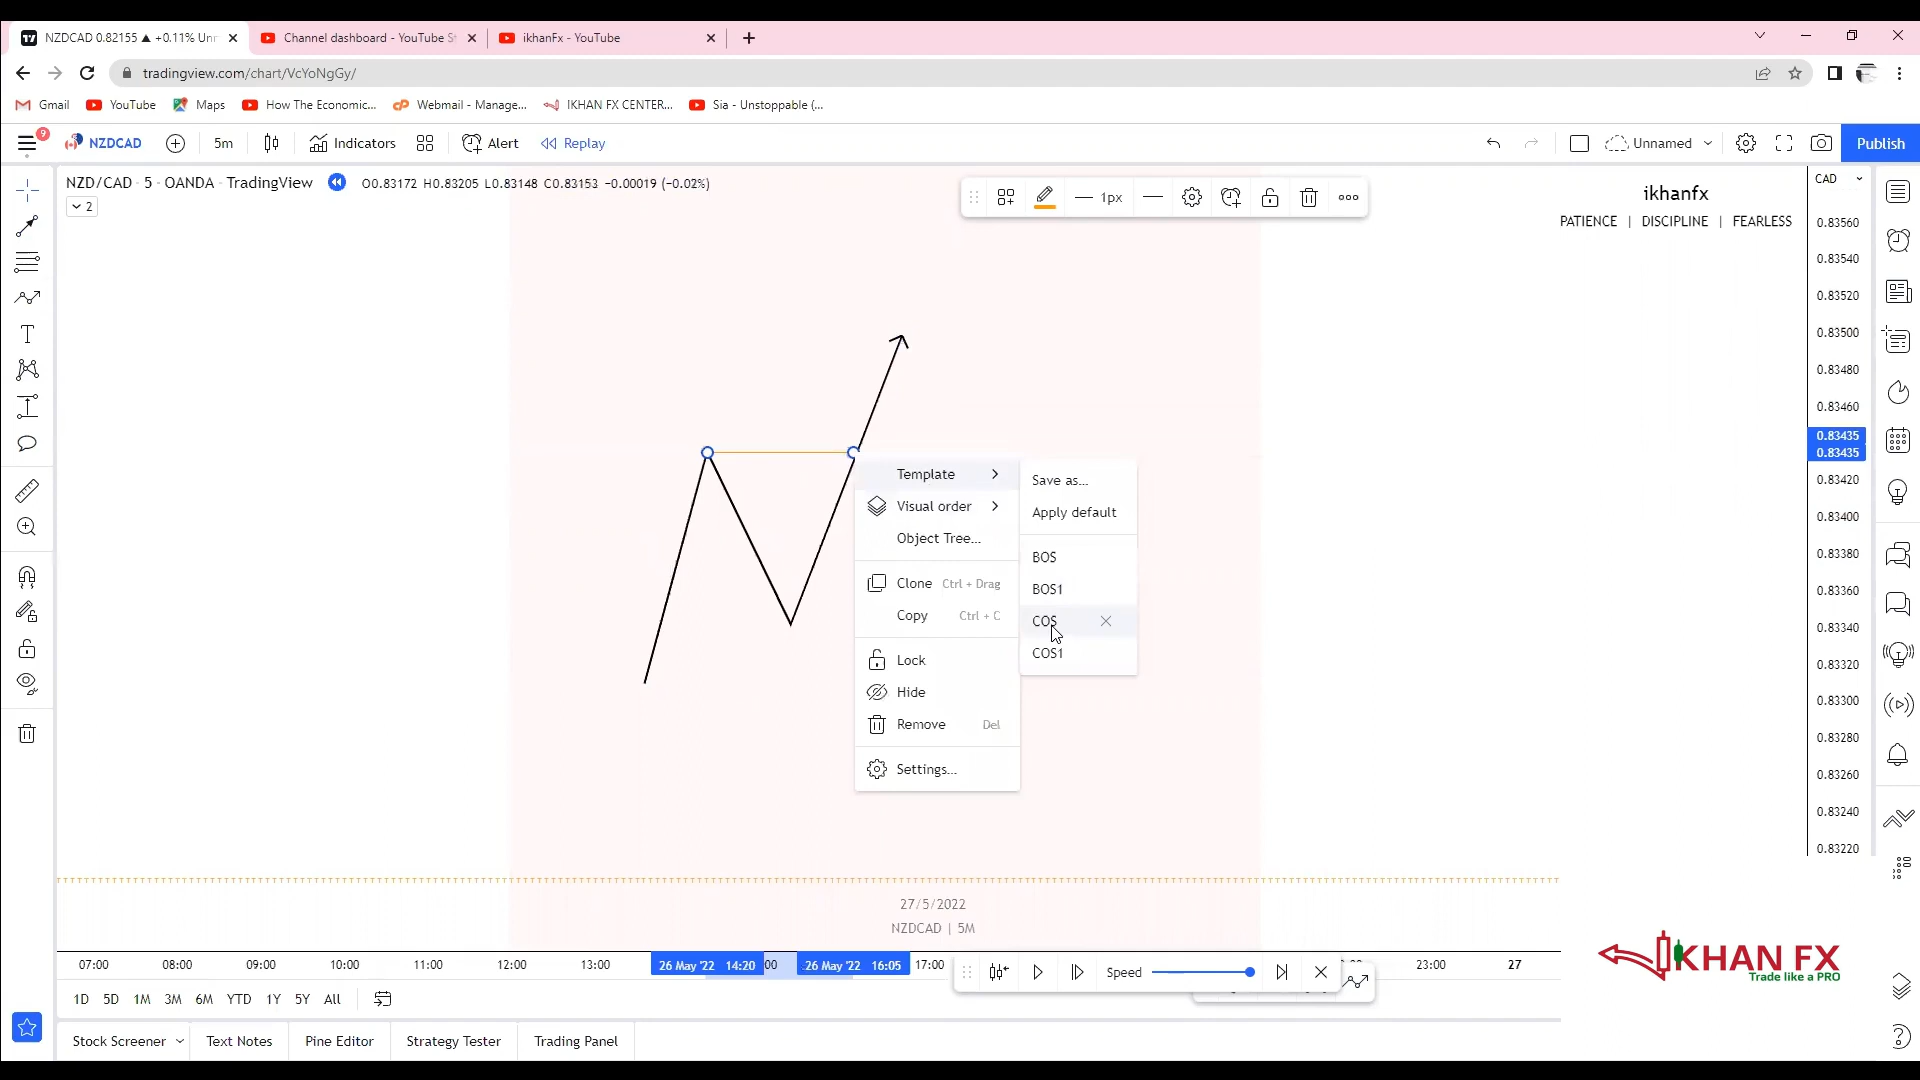 NZDCAD 0.82155 ▲ +0.11% Unn
Channel dashboard - YouTube St
ikhanFx - YouTube
tradingview.com/chart/VcYoNgGy/
Gmail
YouTube
Maps
How The Economic...
Webmail - Manage...
IKHAN FX CENTER...
Sia - Unstoppable (...
9
NZDCAD
5m
Indicators
Alert
Replay
Unnamed
Publish
NZD/CAD · 5 · OANDA · TradingView
O0.83172 H0.83205 L0.83148 C0.83153 −0.00019 (−0.02%)
2
1px
ikhanfx
PATIENCE | DISCIPLINE | FEARLESS
CAD
0.83560
0.83540
0.83520
0.83500
0.83480
0.83460
0.83435
0.83435
0.83420
0.83400
0.83380
0.83360
0.83340
0.83320
0.83300
0.83280
0.83260
0.83240
0.83220
Template
Visual order
Object Tree...
Clone Ctrl + Drag
Copy Ctrl + C
Lock
Hide
Remove Del
Settings...
Save as...
Apply default
BOS
BOS1
COS
COS1
27/5/2022
NZDCAD | 5M
07:00
08:00
09:00
10:00
11:00
12:00
13:00
26 May '22 14:20
26 May '22 16:05
17:00
23:00
27
Speed
1D
5D
1M
3M
6M
YTD
1Y
5Y
All
KHAN FX
Trade like a PRO
Stock Screener
Text Notes
Pine Editor
Strategy Tester
Trading Panel